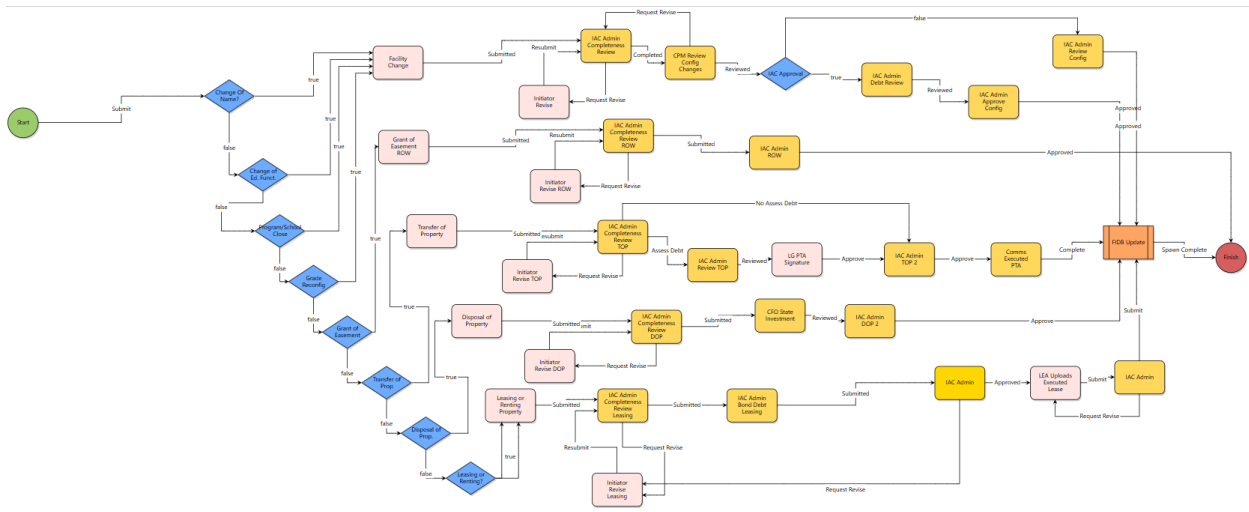 Request Revise
false
IAC Admin
Completeness
Review
Facility
Change
Submitted
Resubmit
Completed
CPM Review
Config
Changes
Reviewed
IAC Approval
true
IAC Admin
Debt Review
Reviewed
IAC Admin
Approve
Config
IAC Admin
Review
Config
Approved
Approved
Initiator
Revise
Request Revise
Start
Submit
Change Of
Name?
true
true
true
true
false
Grant of
Easement
ROW
Submitted
Resubmit
IAC Admin
Completeness
Review
ROW
Submitted
IAC Admin
ROW
Approved
Initiator
Revise ROW
Request Revise
Change of
Ed. Funct.
false
Program/School
Close
false
Transfer of
Property
Submitted
esubmit
IAC Admin
Completeness
Review
TOP
No Assess Debt
Assess Debt
IAC Admin
Review TOP
Reviewed
LG PTA
Signature
Approve
IAC Admin
TOP 2
Approve
Comms
Executed
PTA
Complete
FIDB Update
Spawn Complete
Finish
Initiator
Revise TOP
Request Revise
Grade
Reconfig
false
true
Grant of
Easement
false
true
Disposal of
Property
Submitted
mit
IAC Admin
Completeness
Review
DOP
Submitted
CFO State
Investment
Reviewed
IAC Admin
DOP 2
Approve
Submit
Initiator
Revise DOP
Request Revise
Transfer of
Prop
false
true
Leasing or
Renting
Property
Submitted
IAC Admin
Completeness
Review
Leasing
Submitted
IAC Admin
Bond Debt
Leasing
Submitted
IAC Admin
Approved
LEA Uploads
Executed
Lease
Submit
IAC Admin
Request Revise
Disposal of
Prop.
false
Leasing or
Renting?
true
Resubmit
Request Revise
Initiator
Revise
Leasing
Request Revise